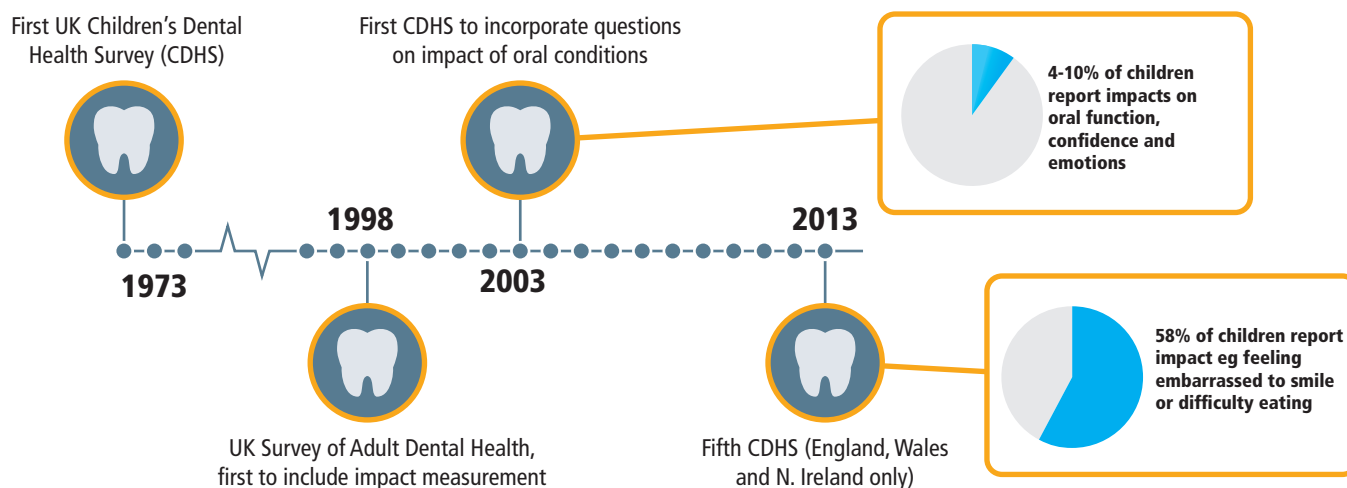 First UK Children’s Dental
Health Survey (CDHS)
First CDHS to incorporate questions
on impact of oral conditions
4-10% of children
report impacts on
oral function,
confidence and
emotions
1998
2013
1973
2003
UK Survey of Adult Dental Health,
first to include impact measurement
Fifth CDHS (England, Wales
and N. Ireland only)
58% of children report
impact eg feeling
embarrassed to smile
or difficulty eating